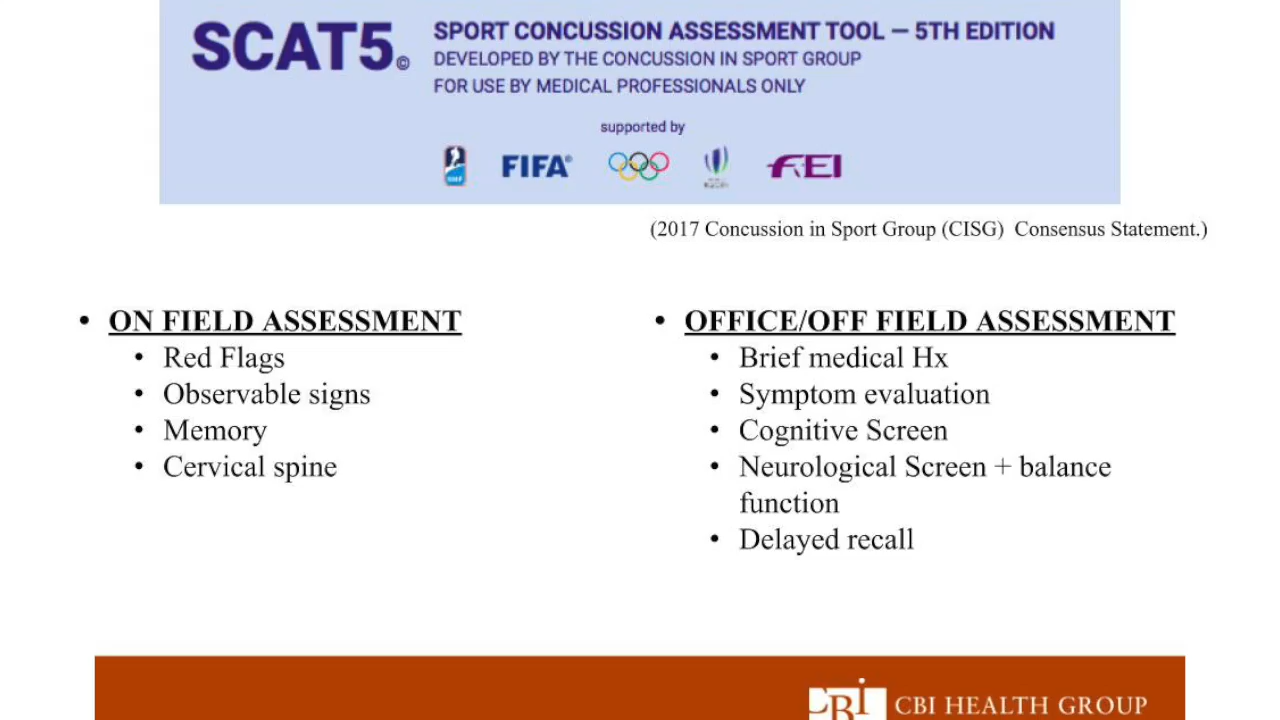 SCAT5©
SPORT CONCUSSION ASSESSMENT TOOL – 5TH EDITION
DEVELOPED BY THE CONCUSSION IN SPORT GROUP
FOR USE BY MEDICAL PROFESSIONALS ONLY
supported by
FIFA®
FEI
(2017 Concussion in Sport Group (CISG) Consensus Statement.)
• ON FIELD ASSESSMENT
• Red Flags
• Observable signs
• Memory
• Cervical spine
• OFFICE/OFF FIELD ASSESSMENT
• Brief medical Hx
• Symptom evaluation
• Cognitive Screen
• Neurological Screen + balance
function
• Delayed recall
CBI CBI HEALTH GROUP